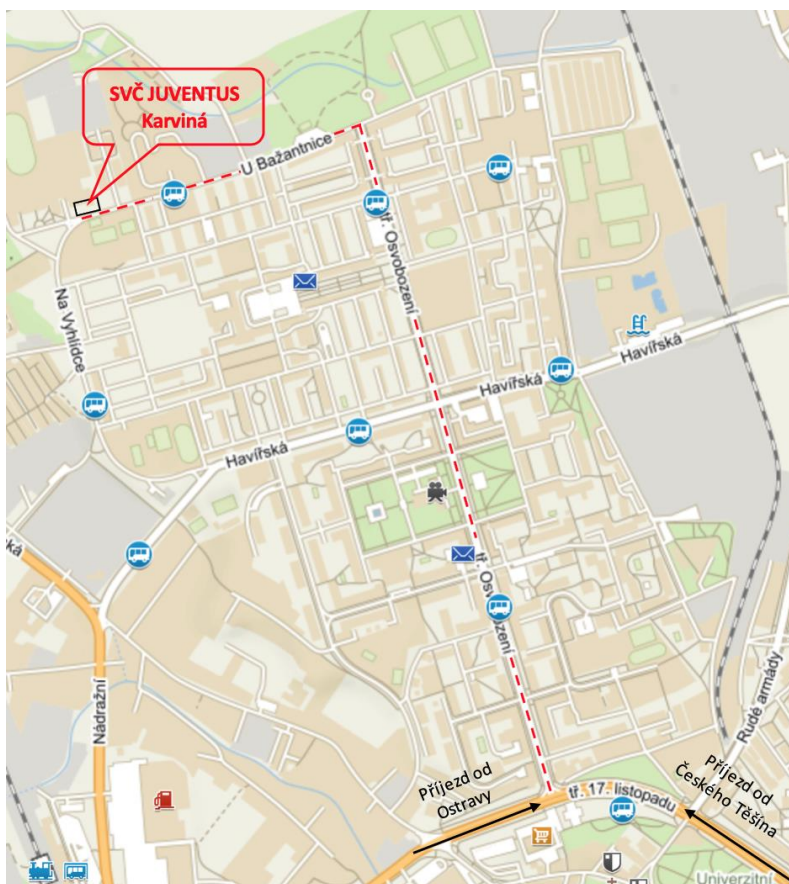 SVČ JUVENTUS
Karviná
U Bažantnice
tř. Osvobození
Na Vyhlídce
Havířská
Havířská
Havířská
tř. Osvobození
Nádražní
Rudé armády
Příjezd od
Ostravy
tř. 17. listopadu
Příjezd od
Českého Těšína
Univerzitní